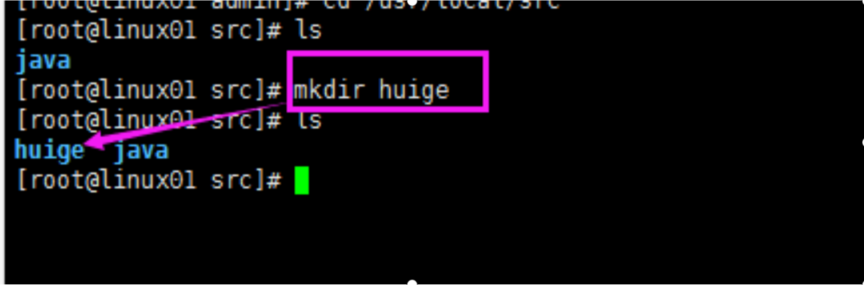 [root@linux01 admin]# cd /usr/local/src
[root@linux01 src]# ls
java
[root@linux01 src]# mkdir huige
[root@linux01 src]# ls
huige java
[root@linux01 src]#